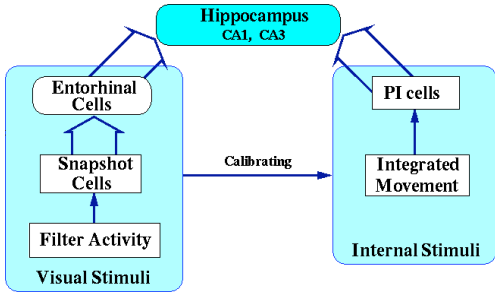 Hippocampus
CA1, CA3
Entorhinal
Cells
Snapshot
Cells
Filter Activity
Visual Stimuli
Calibrating
PI cells
Integrated
Movement
Internal Stimuli